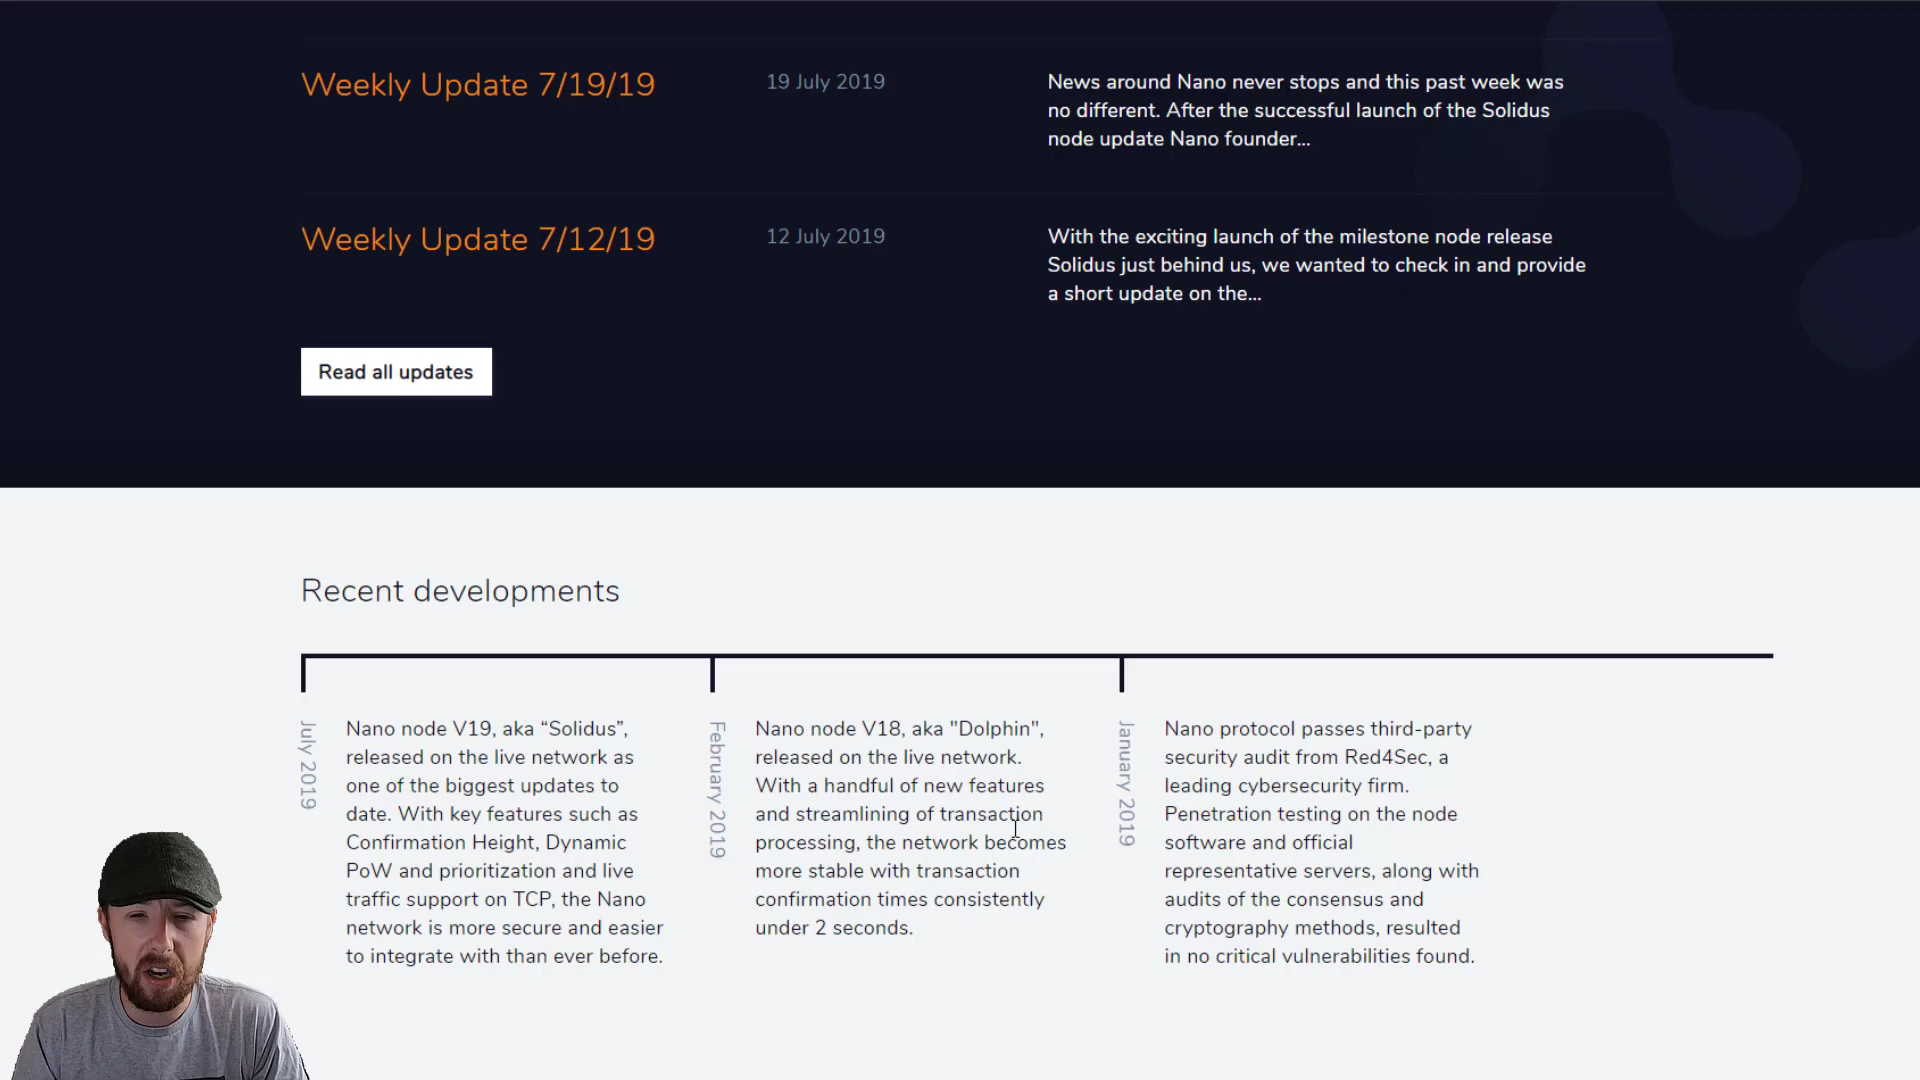 Weekly Update 7/19/19
19 July 2019
News around Nano never stops and this past week was
no different. After the successful launch of the Solidus
node update Nano founder...
Weekly Update 7/12/19
12 July 2019
With the exciting launch of the milestone node release
Solidus just behind us, we wanted to check in and provide
a short update on the...
Read all updates
Recent developments
July 2019
Nano node V19, aka “Solidus”,
released on the live network as
one of the biggest updates to
date. With key features such as
Confirmation Height, Dynamic
PoW and prioritization and live
traffic support on TCP, the Nano
network is more secure and easier
to integrate with than ever before.
February 2019
Nano node V18, aka "Dolphin",
released on the live network.
With a handful of new features
and streamlining of transaction
processing, the network becomes
more stable with transaction
confirmation times consistently
under 2 seconds.
January 2019
Nano protocol passes third-party
security audit from Red4Sec, a
leading cybersecurity firm.
Penetration testing on the node
software and official
representative servers, along with
audits of the consensus and
cryptography methods, resulted
in no critical vulnerabilities found.